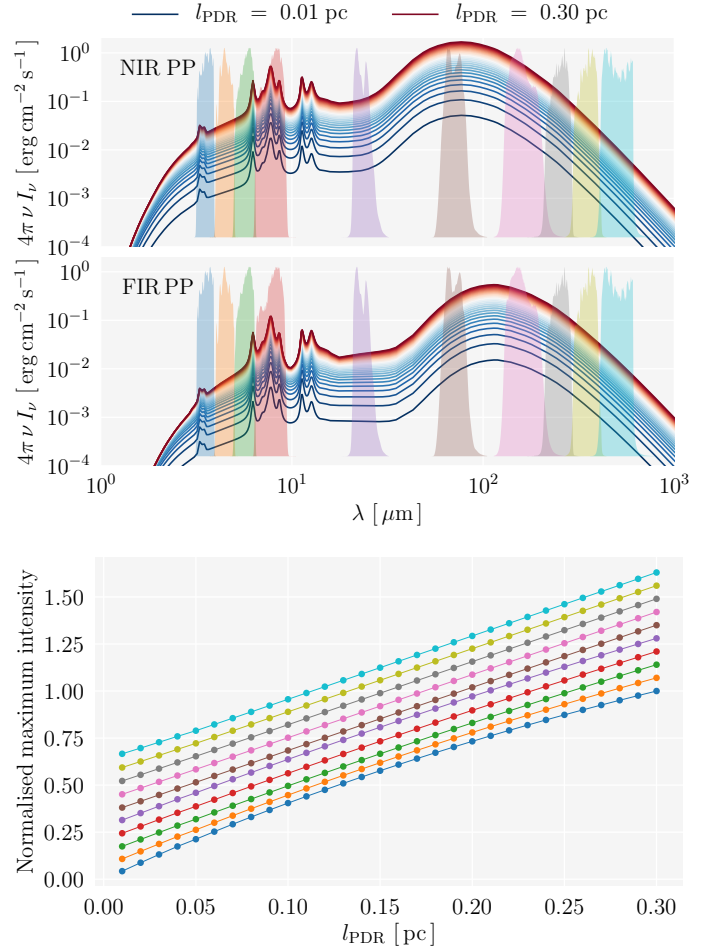 l_PDR = 0.01 pc l_PDR = 0.30 pc
10^0
NIR PP
10^−1
10^−2
10^−3
10^−4
4π ν I_ν [ erg cm^−2 s^−1 ]
10^0
FIR PP
10^−1
10^−2
10^−3
10^−4
4π ν I_ν [ erg cm^−2 s^−1 ]
10^0 10^1 10^2 10^3
λ [ μm ]
1.50
1.25
1.00
0.75
0.50
0.25
0.00
Normalised maximum intensity
0.00 0.05 0.10 0.15 0.20 0.25 0.30
l_PDR [ pc ]